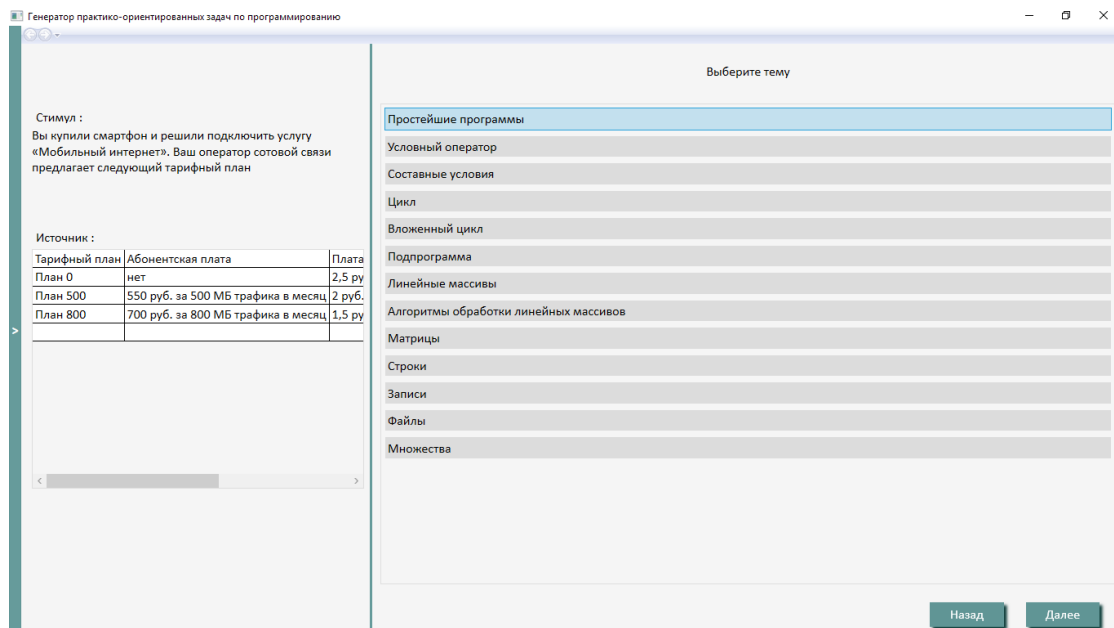 Генератор практико-ориентированных задач по программированию
Выберите тему
Стимул :
Вы купили смартфон и решили подключить услугу
«Мобильный интернет». Ваш оператор сотовой связи
предлагает следующий тарифный план
Источник :
Тарифный план Абонентская плата Плата
План 0 нет 2,5 ру
План 500 550 руб. за 500 МБ трафика в месяц 2 руб.
План 800 700 руб. за 800 МБ трафика в месяц 1,5 ру
Простейшие программы
Условный оператор
Составные условия
Цикл
Вложенный цикл
Подпрограмма
Линейные массивы
Алгоритмы обработки линейных массивов
Матрицы
Строки
Записи
Файлы
Множества
Назад Далее